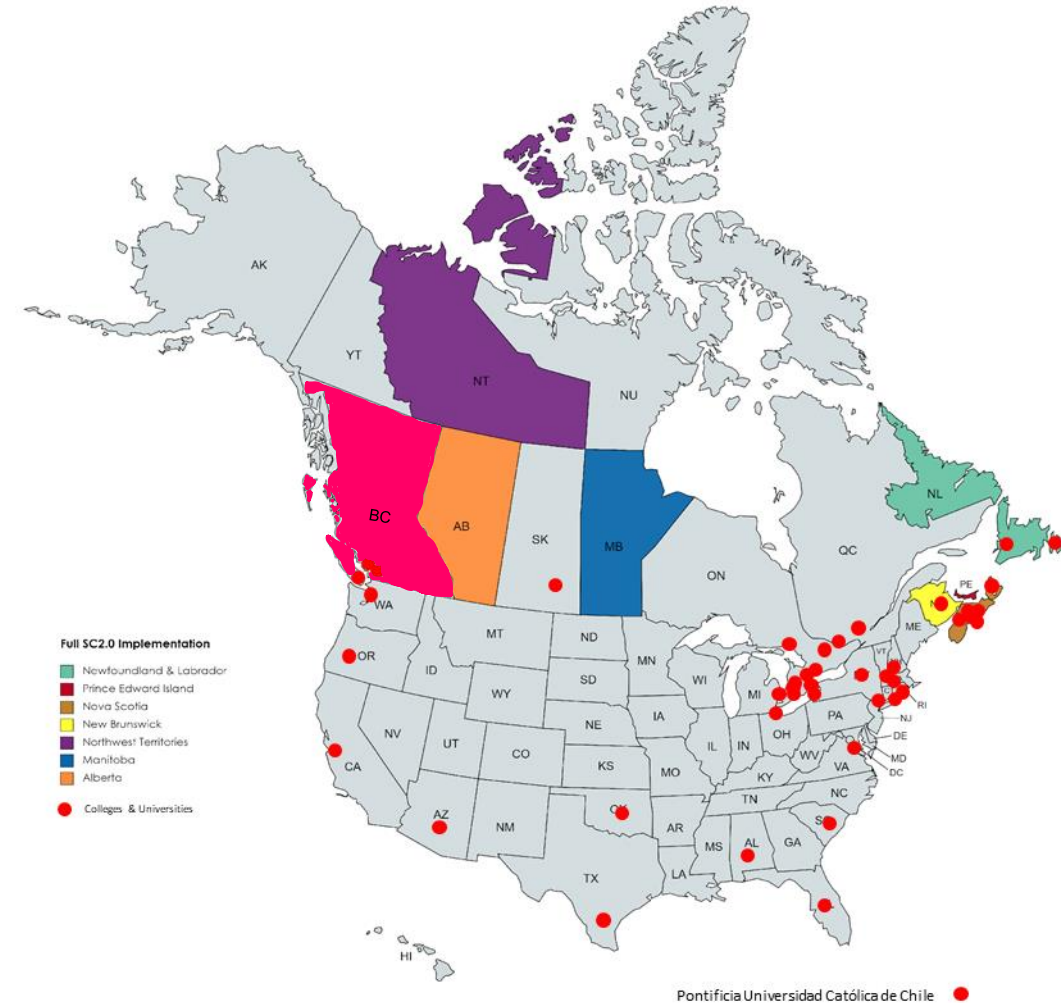 AK
YT
NT
NU
BC
AB
SK
MB
ON
QC
NL
PE
ME
VT
WA
OR
ID
MT
ND
MN
SD
WY
WI
MI
NE
IA
NV
UT
CO
KS
CA
IL
IN
OH
PA
RI
NJ
DE
MD
DC
WV
VA
KY
MO
TN
NC
AZ
NM
OK
AR
SC
MS
AL
GA
LA
TX
HI
Full SC2.0 Implementation
Newfoundland & Labrador
Prince Edward Island
Nova Scotia
New Brunswick
Northwest Territories
Manitoba
Alberta
Colleges & Universities
Pontificia Universidad Católica de Chile